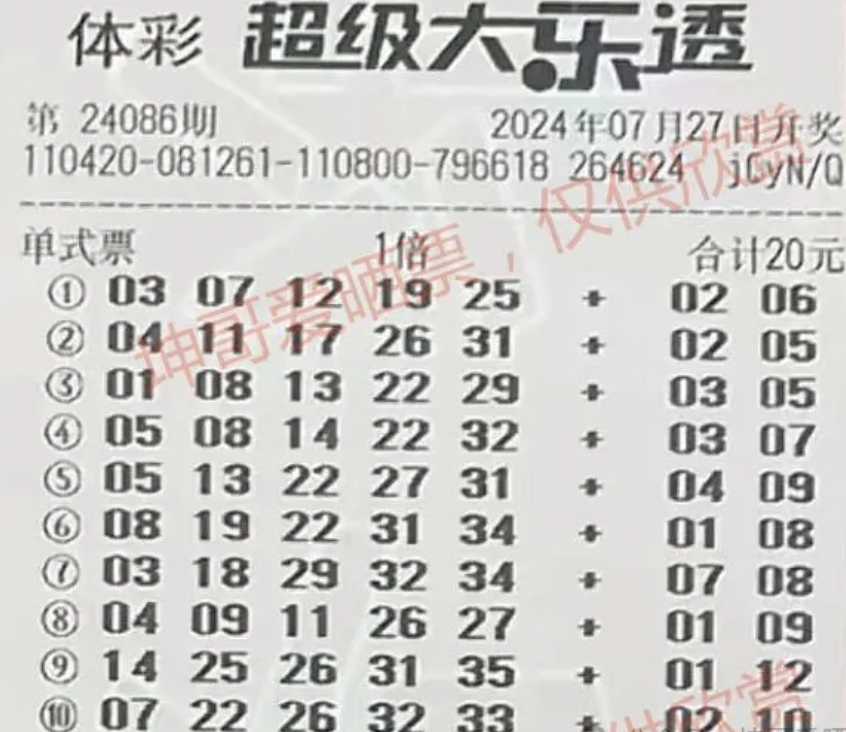 体彩 超级大乐透
第 24086期 2024年07月27日开奖
110420-081261-110800-796618 264624 jCyN/Q
单式票 1倍 合计20元
① 03 07 12 19 25 + 02 06
② 04 11 17 26 31 + 02 05
③ 01 08 13 22 29 + 03 05
④ 05 08 14 22 32 + 03 07
⑤ 05 13 22 27 31 + 04 09
⑥ 08 19 22 31 34 + 01 08
⑦ 03 18 29 32 34 + 07 08
⑧ 04 09 11 26 27 + 01 09
⑨ 14 25 26 31 35 + 01 12
⑩ 07 22 26 32 33 + 02 10
坤哥爱晒票，仅供欣赏
供欣赏